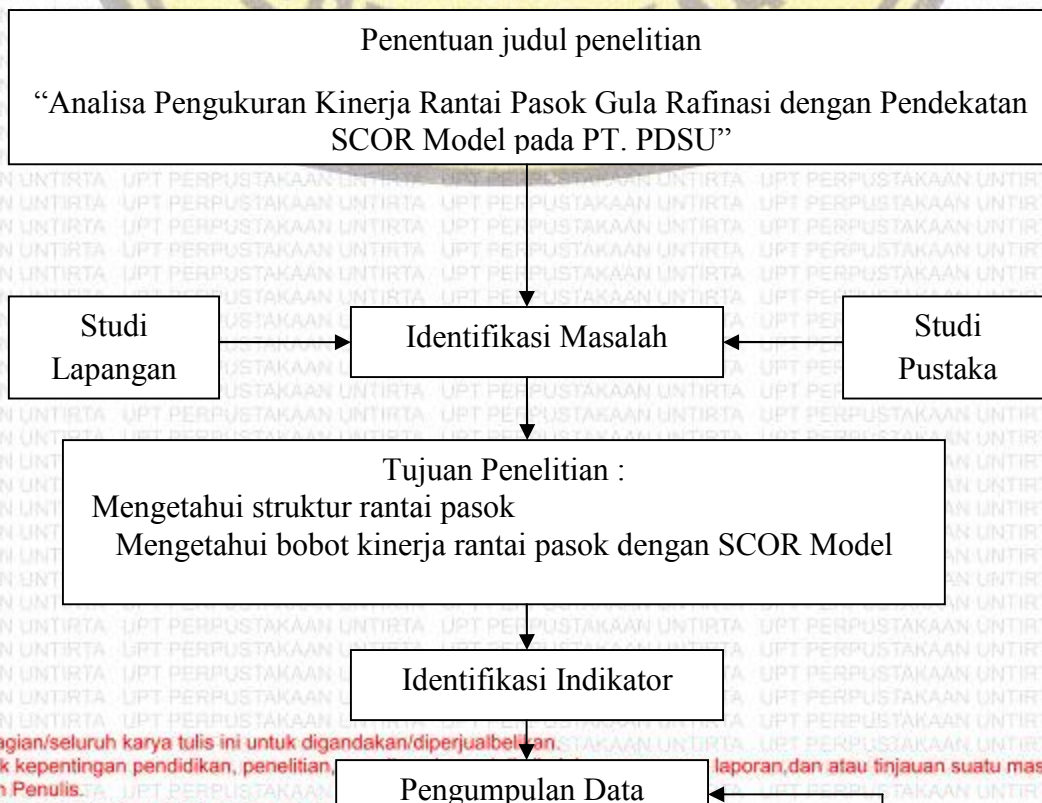 Penentuan judul penelitian
“Analisa Pengukuran Kinerja Rantai Pasok Gula Rafinasi dengan Pendekatan
SCOR Model pada PT. PDSU”
Studi
Lapangan
Identifikasi Masalah
Studi
Pustaka
Tujuan Penelitian :
Mengetahui struktur rantai pasok
Mengetahui bobot kinerja rantai pasok dengan SCOR Model
Identifikasi Indikator
agian/seluruh karya tulis ini untuk digandakan/diperjualbelikan.
k kepentingan pendidikan, penelitian, laporan,dan atau tinjauan suatu mas
n Penulis.
Pengumpulan Data
UPT PERPUSTAKAAN UNTIRTA